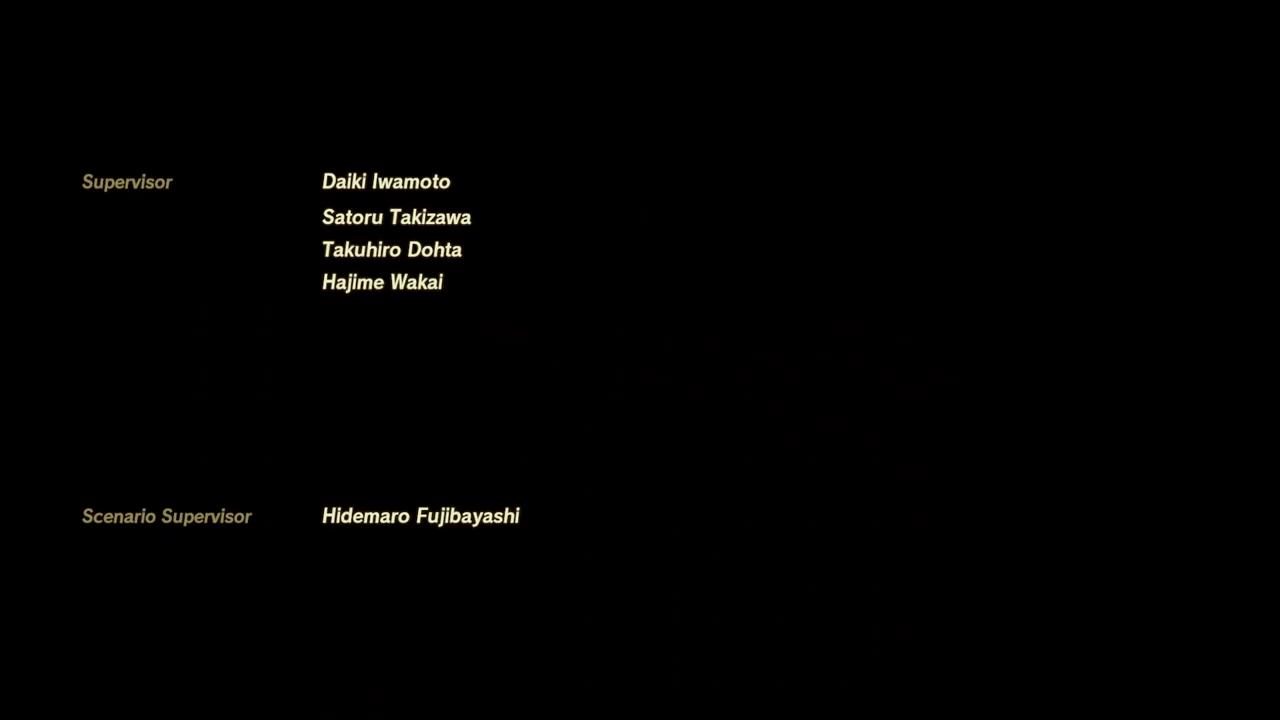 Supervisor Daiki Iwamoto
Satoru Takizawa
Takuhiro Dohta
Hajime Wakai
Scenario Supervisor Hidemaro Fujibayashi